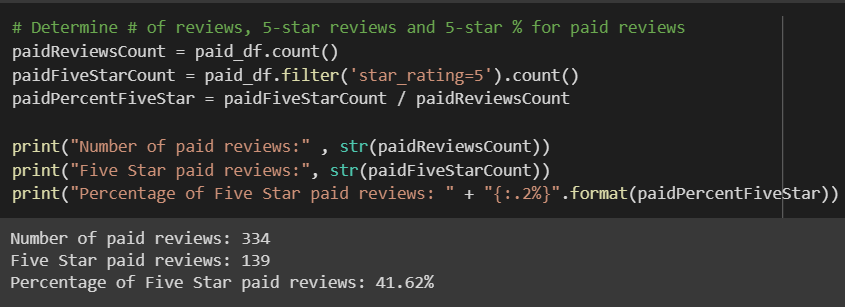 # Determine # of reviews, 5-star reviews and 5-star % for paid reviews
paidReviewsCount = paid_df.count()
paidFiveStarCount = paid_df.filter('star_rating=5').count()
paidPercentFiveStar = paidFiveStarCount / paidReviewsCount
print("Number of paid reviews:" , str(paidReviewsCount))
print("Five Star paid reviews:", str(paidFiveStarCount))
print("Percentage of Five Star paid reviews: " + "{:.2%}".format(paidPercentFiveStar))
Number of paid reviews: 334
Five Star paid reviews: 139
Percentage of Five Star paid reviews: 41.62%